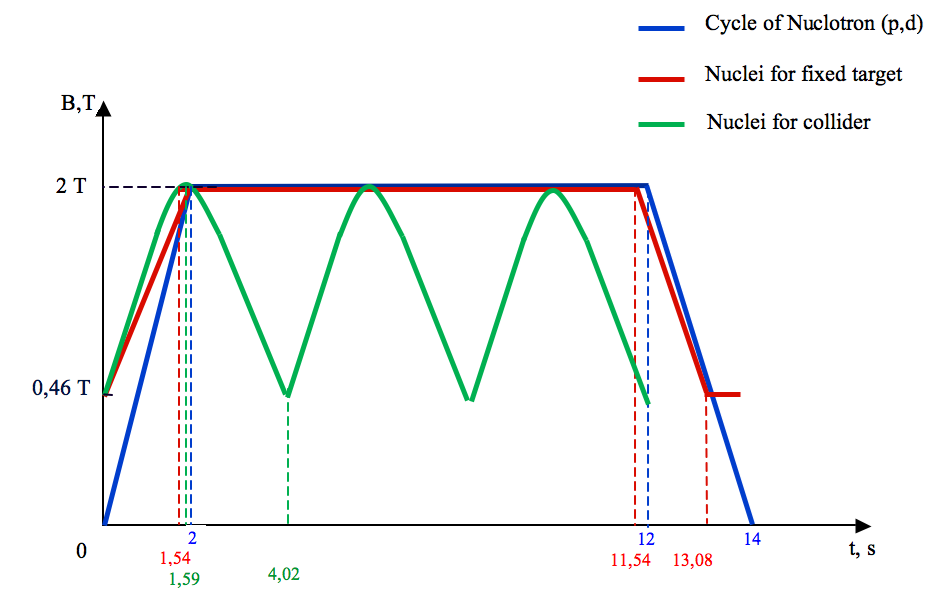 Cycle of Nuclotron (p,d)
Nuclei for fixed target
Nuclei for collider
B,T
2 T
0,46 T
0
2
1,54
1,59
4,02
12
11,54
13,08
14
t, s